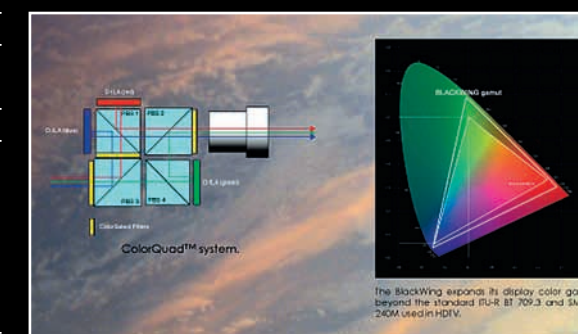 D-ILA (red)
PBS 1
PBS 2
D-ILA (blue)
D-ILA (green)
PBS 3
PBS 4
ColorSelect Filters
ColorQuad™ system.
BLACKWING gamut
The BlackWing expands its display color ga
beyond the standard ITU-R BT 709.3 and SM
240M used in HDTV.